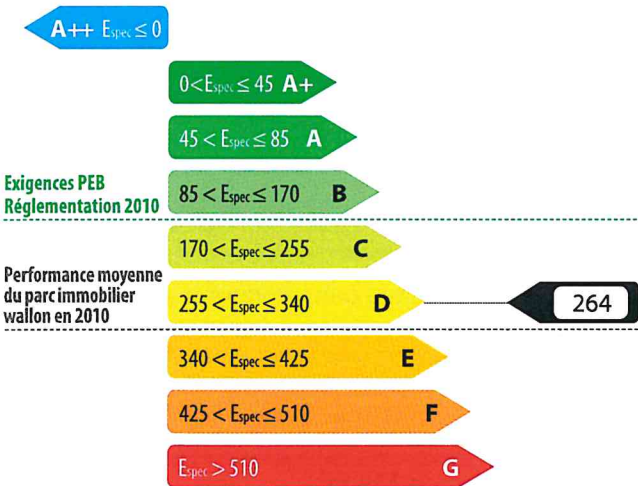 A++ Espec ≤ 0
0 < Espec ≤ 45 A+
45 < Espec ≤ 85 A
Exigences PEB
Réglementation 2010
85 < Espec ≤ 170 B
170 < Espec ≤ 255 C
Performance moyenne
du parc immobilier
wallon en 2010
255 < Espec ≤ 340 D
264
340 < Espec ≤ 425 E
425 < Espec ≤ 510 F
Espec > 510 G